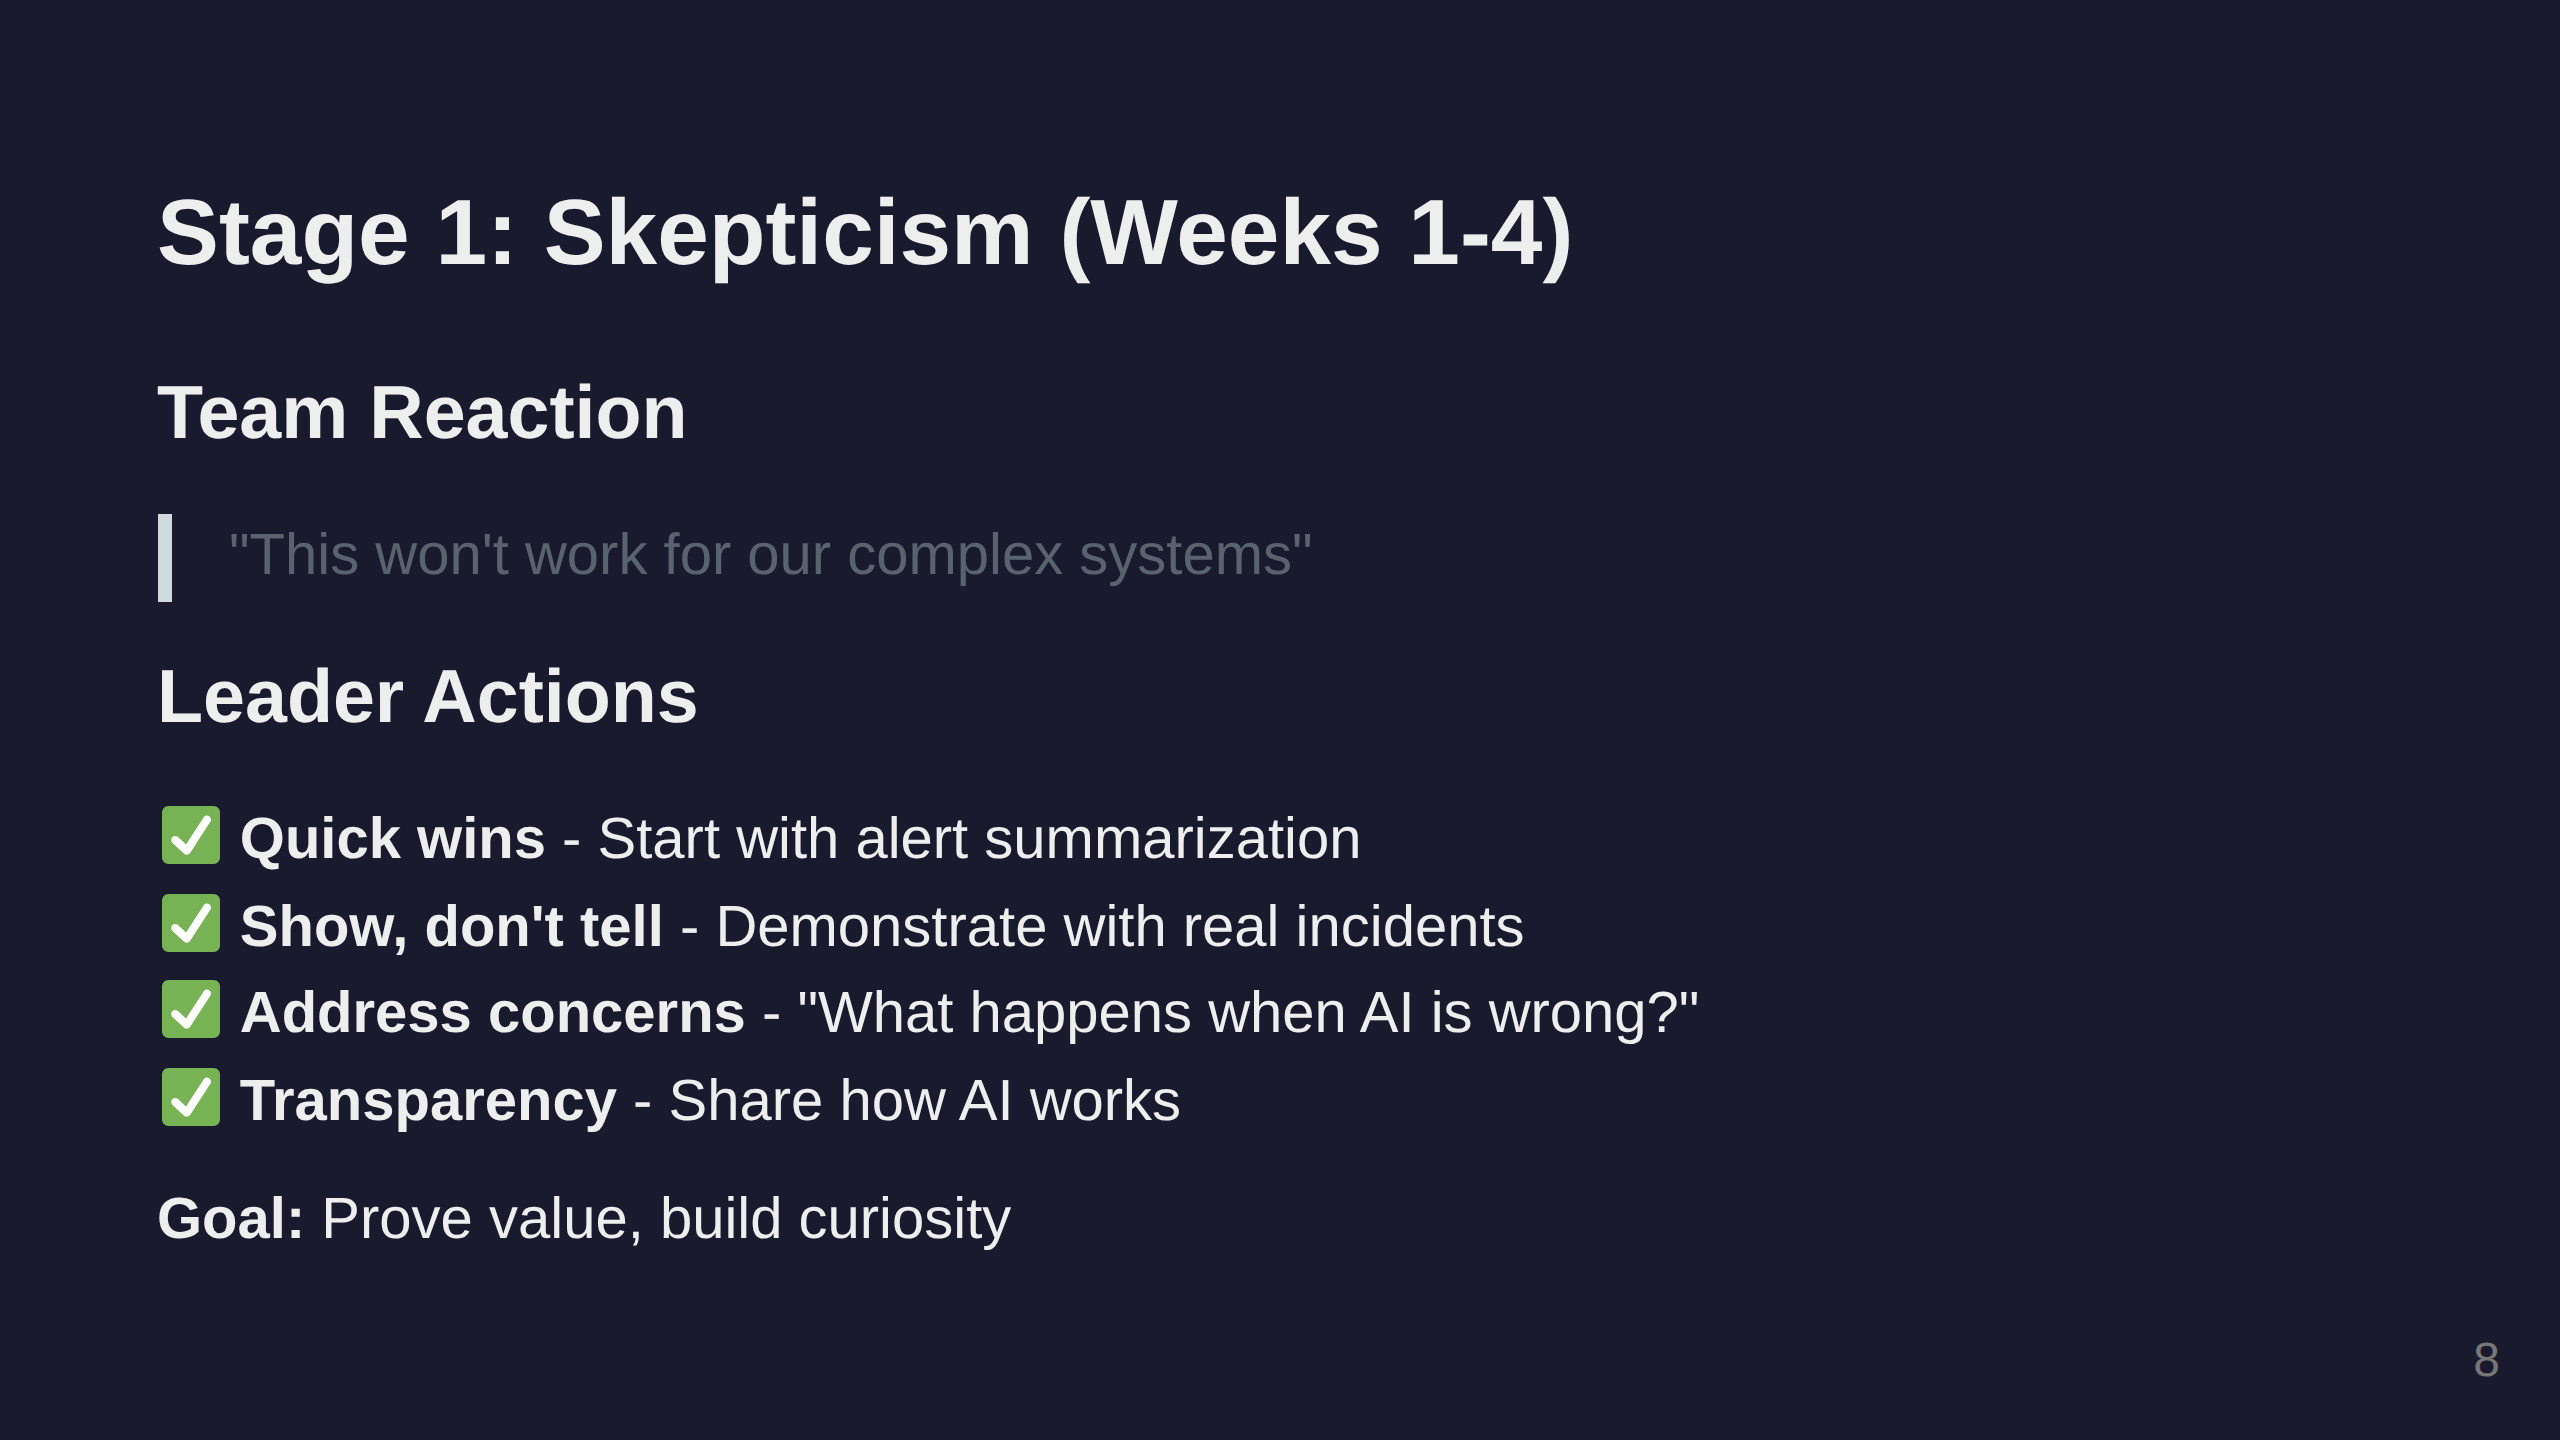 Stage 1: Skepticism (Weeks 1-4)
Team Reaction
"This won't work for our complex systems"
Leader Actions
✅ Quick wins - Start with alert summarization
✅ Show, don't tell - Demonstrate with real incidents
✅ Address concerns - "What happens when AI is wrong?"
✅ Transparency - Share how AI works
Goal: Prove value, build curiosity
8